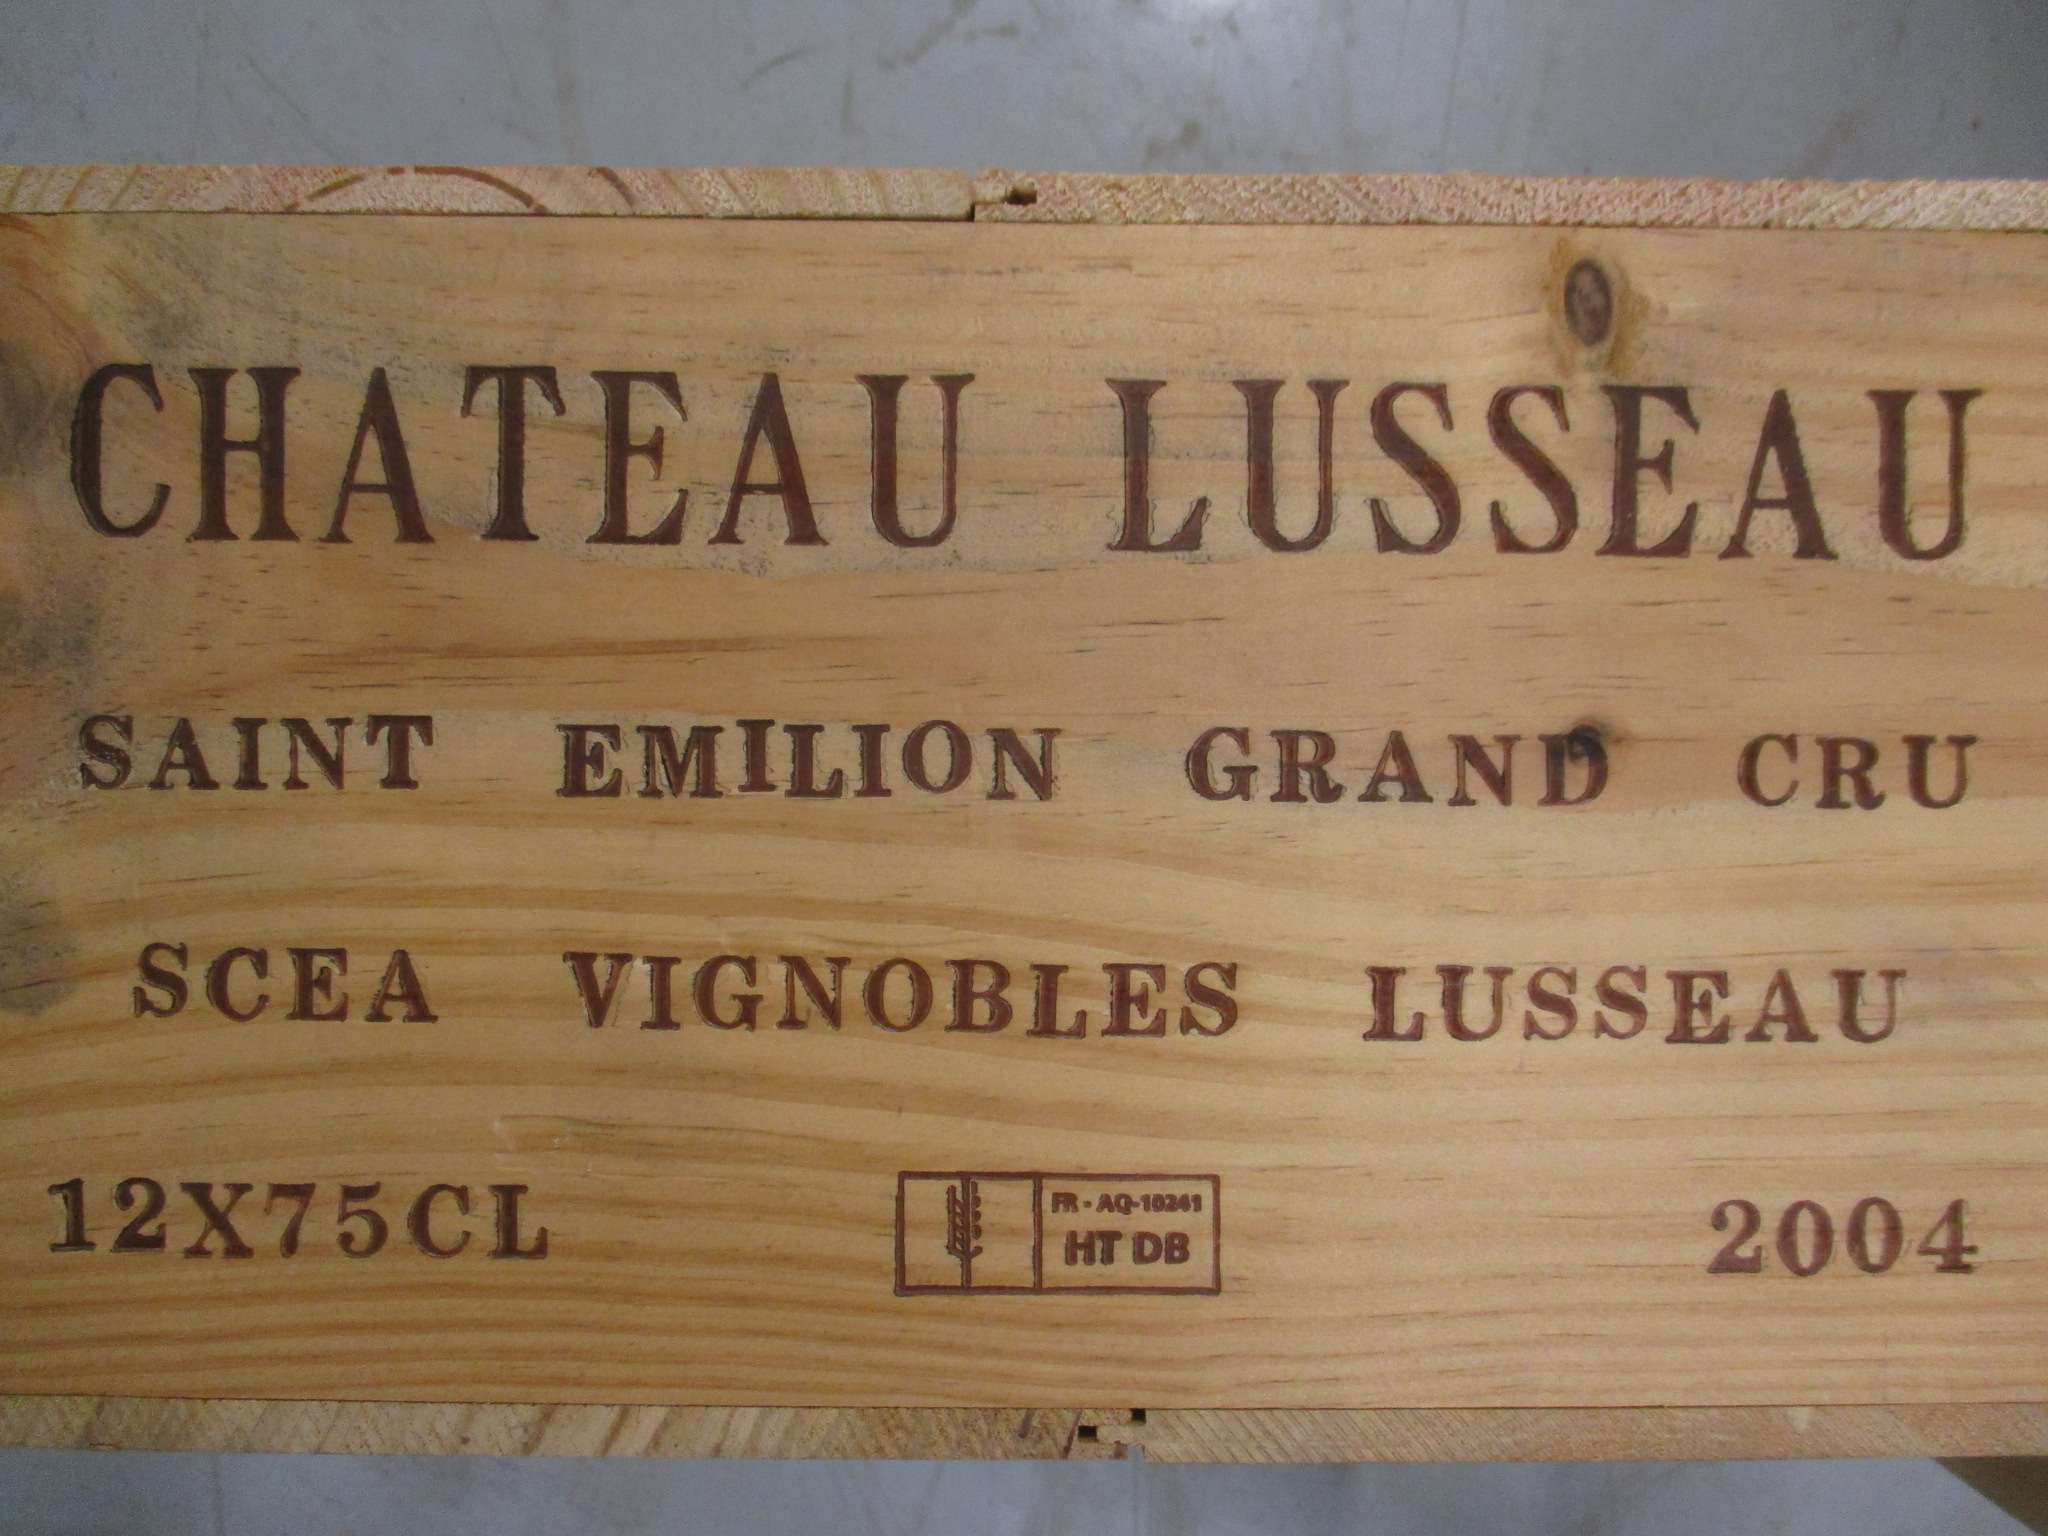 CHATEAU LUSSEAU
SAINT EMILION GRAND CRU
SCEA VIGNOBLES LUSSEAU
12X75CL
FR - AQ-10241
HT DB
2004